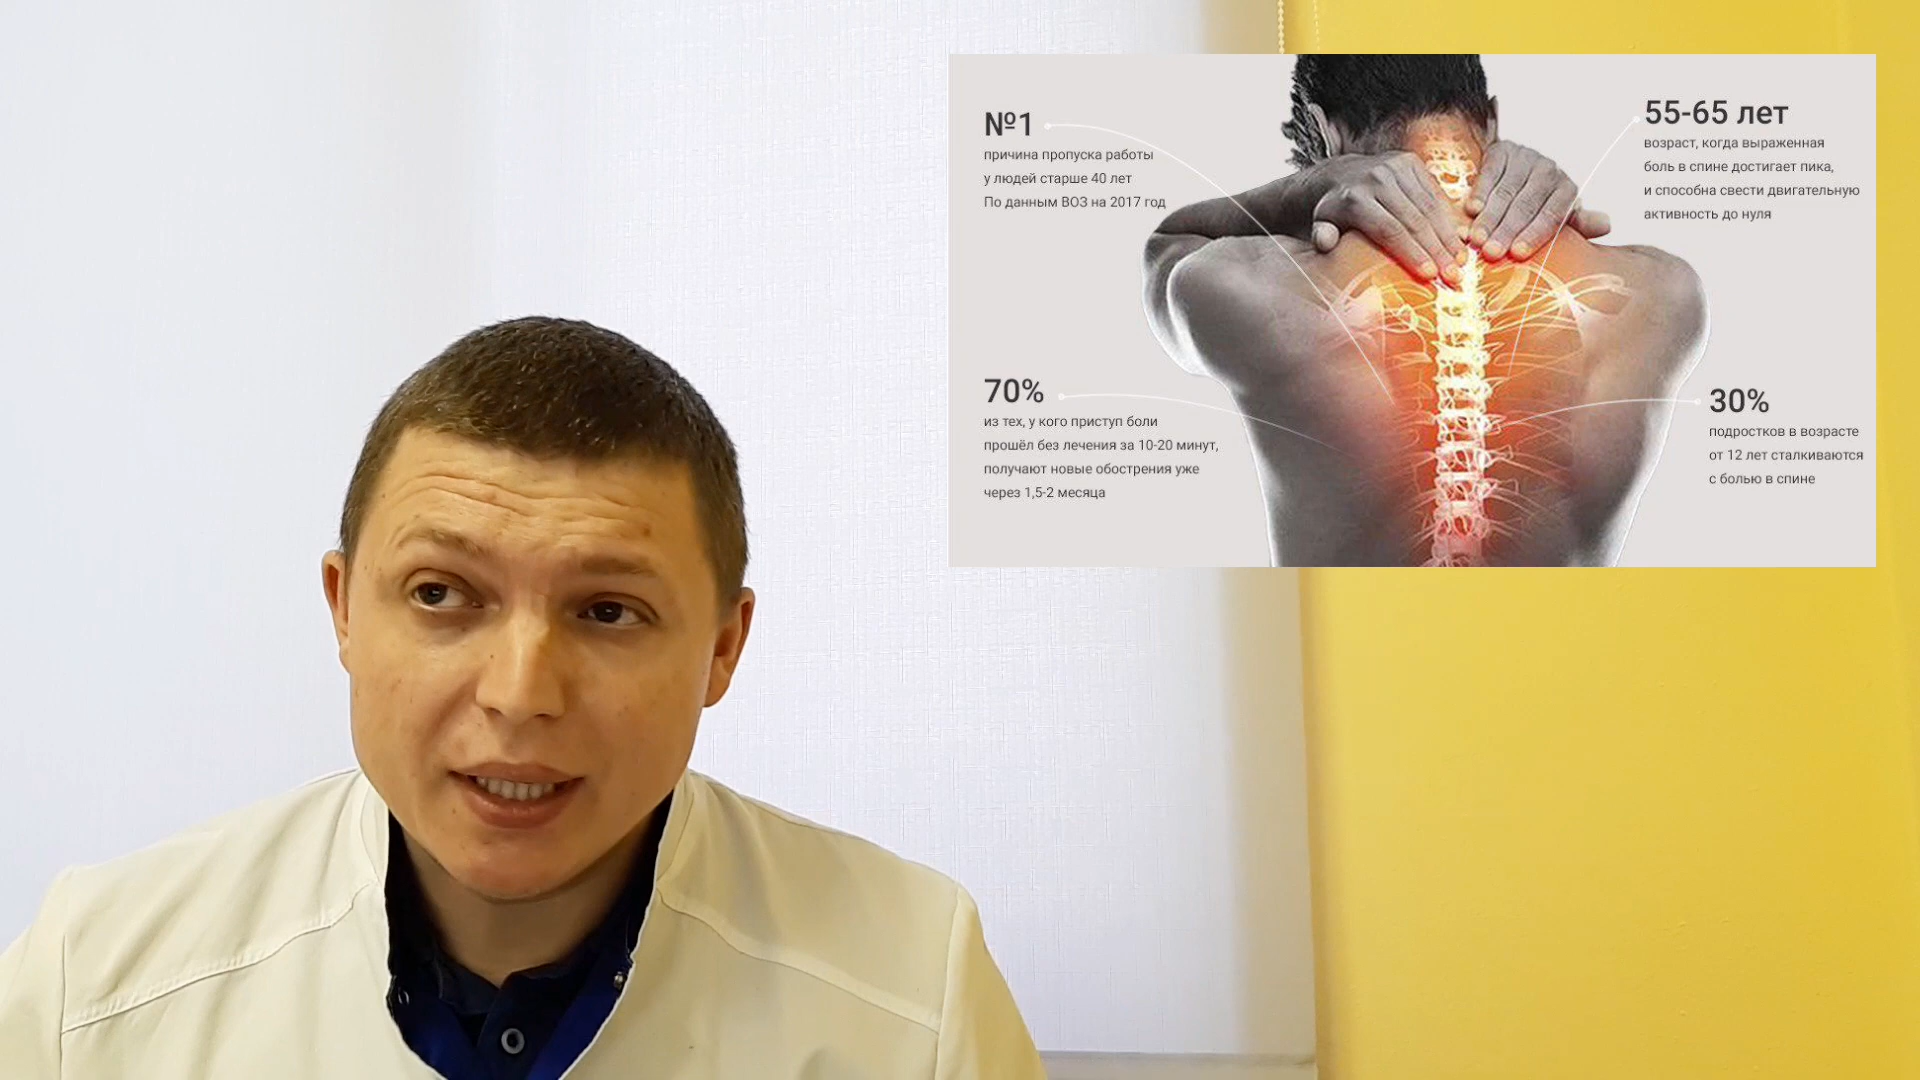 №1
причина пропуска работы
у людей старше 40 лет
По данным ВОЗ на 2017 год
55-65 лет
возраст, когда выраженная
боль в спине достигает пика,
и способна свести двигательную
активность до нуля
70%
из тех, у кого приступ боли
прошёл без лечения за 10-20 минут,
получают новые обострения уже
через 1,5-2 месяца
30%
подростков в возрасте
от 12 лет сталкиваются
с болью в спине